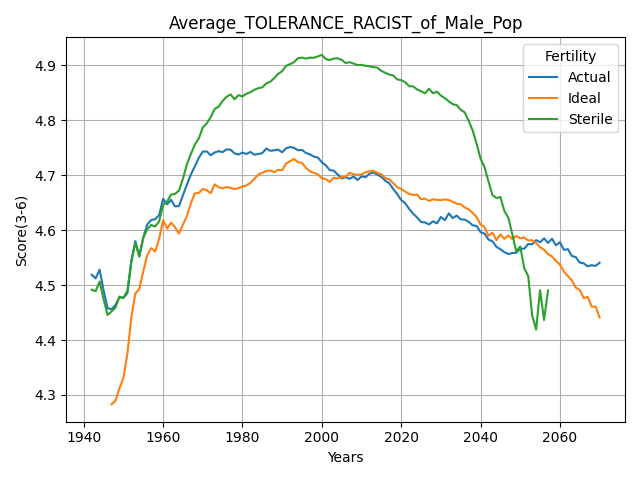 Average_TOLERANCE_RACIST_of_Male_Pop
Fertility
Actual
Ideal
Sterile
Score(3-6)
4.9
4.8
4.7
4.6
4.5
4.4
4.3
1940 1960 1980 2000 2020 2040 2060
Years